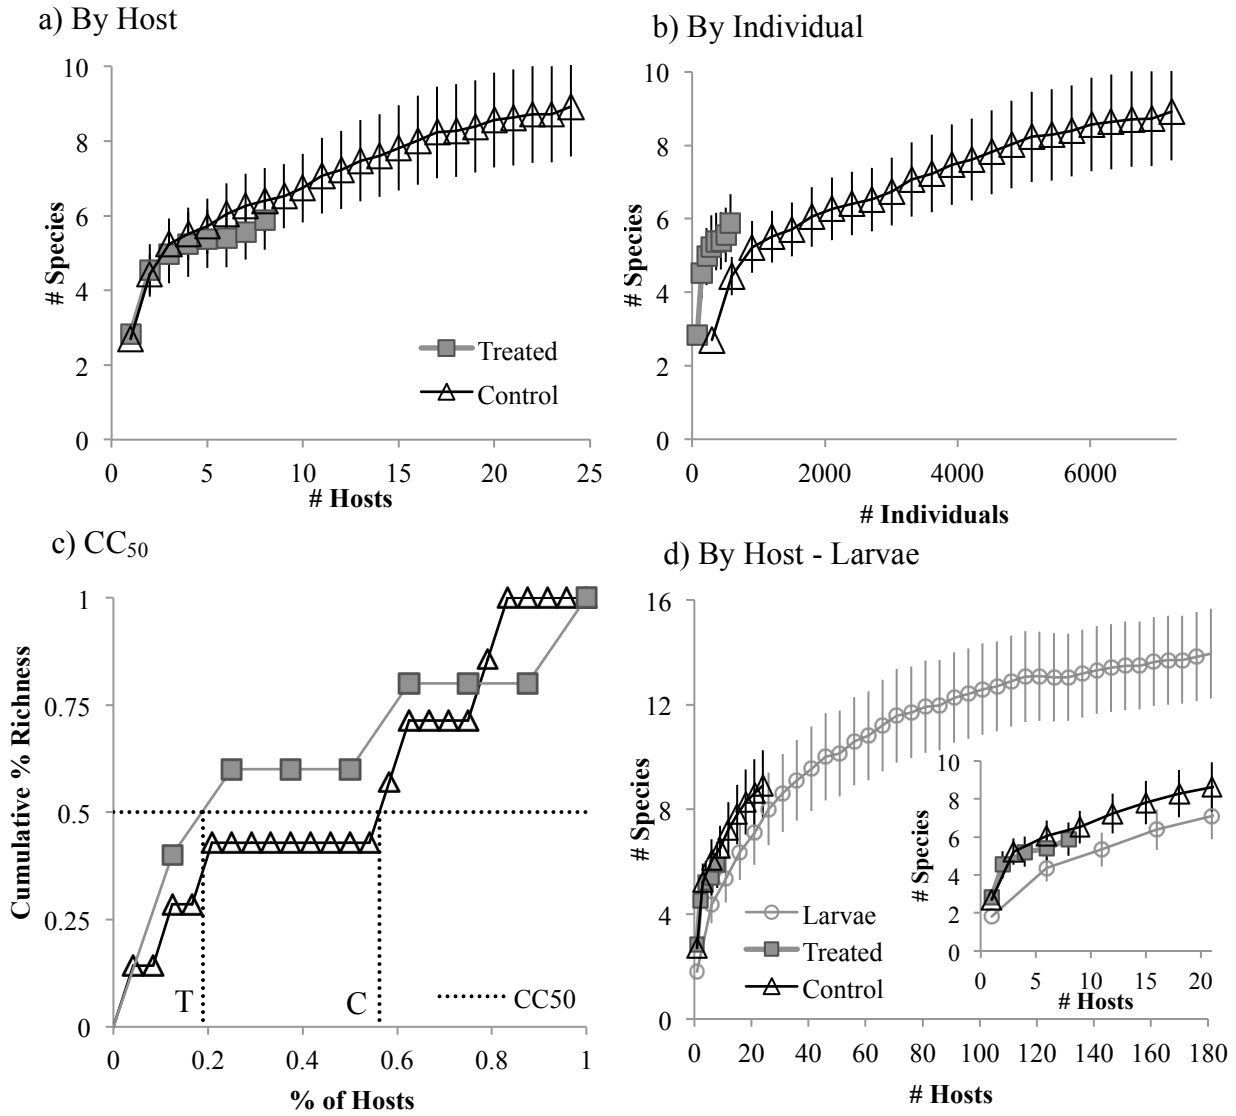 a) By Host
10
8
6
4
2
0
# Species
0 5 10 15 20 25
# Hosts
Treated
Control
b) By Individual
10
8
6
4
2
0
# Species
0 2000 4000 6000
# Individuals
c) CC50
1
0.75
0.5
0.25
0
Cumulative % Richness
T
C
CC50
0 0.2 0.4 0.6 0.8 1
% of Hosts
d) By Host - Larvae
16
12
8
4
0
# Species
Larvae
Treated
Control
10
8
6
4
2
0
# Species
0 5 10 15 20
# Hosts
0 20 40 60 80 100 120 140 160 180
# Hosts